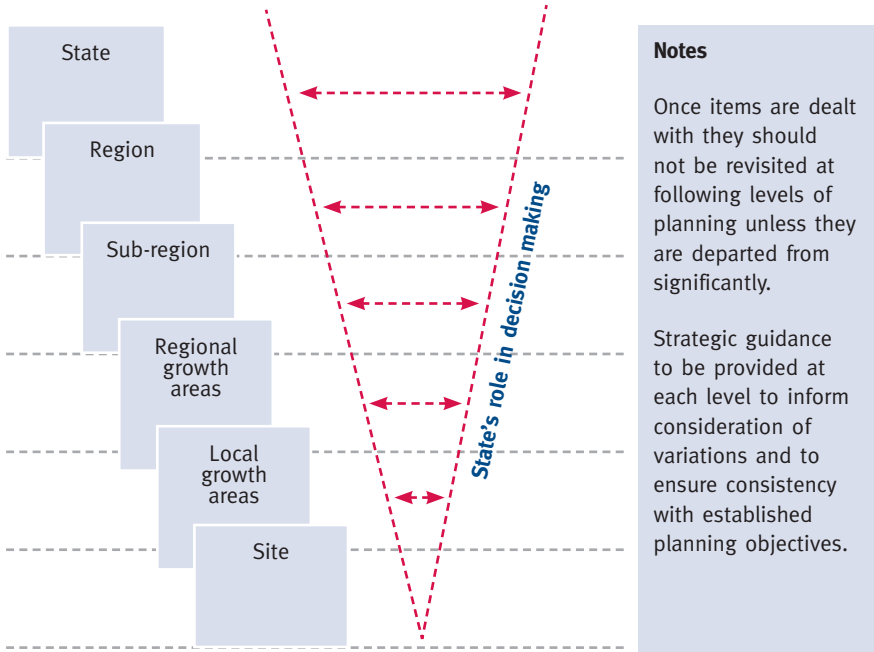 State
Region
Sub-region
Regional
growth
areas
Local
growth
areas
Site
State's role in decision making
Notes
Once items are dealt
with they should
not be revisited at
following levels of
planning unless they
are departed from
significantly.
Strategic guidance
to be provided at
each level to inform
consideration of
variations and to
ensure consistency
with established
planning objectives.